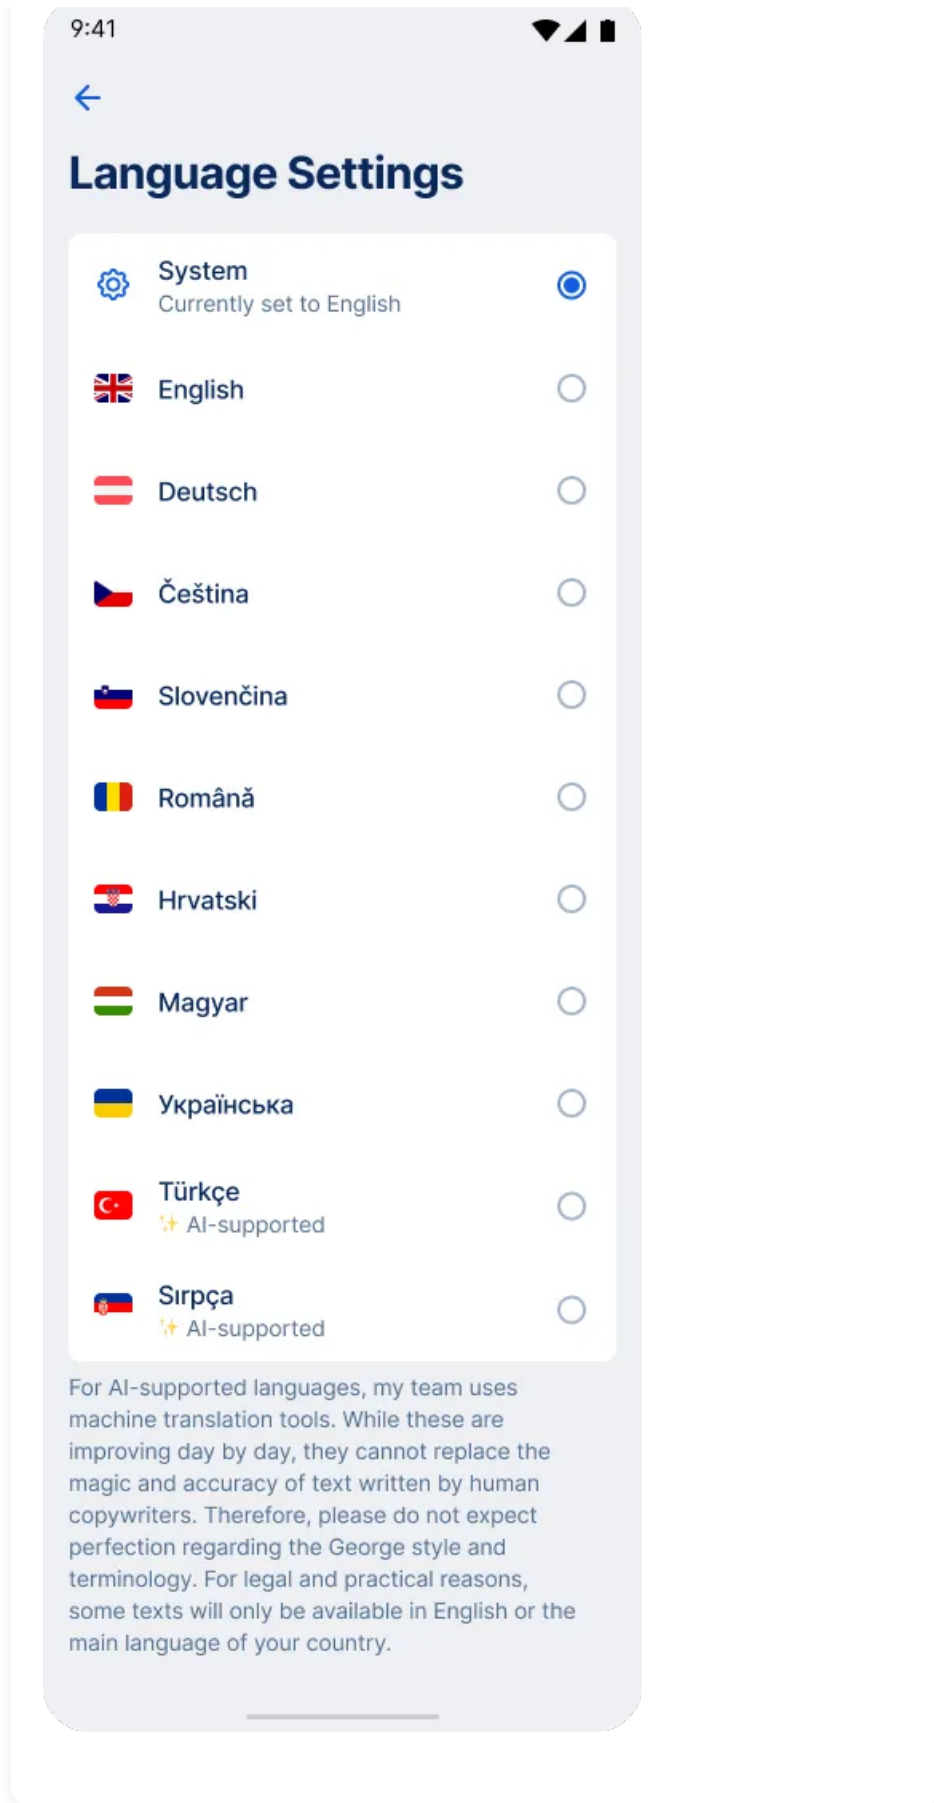 9:41
Language Settings
System
Currently set to English
English
Deutsch
Čeština
Slovenčina
Română
Hrvatski
Magyar
Українська
Türkçe
✨ AI-supported
Sırpça
✨ AI-supported
For AI-supported languages, my team uses
machine translation tools. While these are
improving day by day, they cannot replace the
magic and accuracy of text written by human
copywriters. Therefore, please do not expect
perfection regarding the George style and
terminology. For legal and practical reasons,
some texts will only be available in English or the
main language of your country.